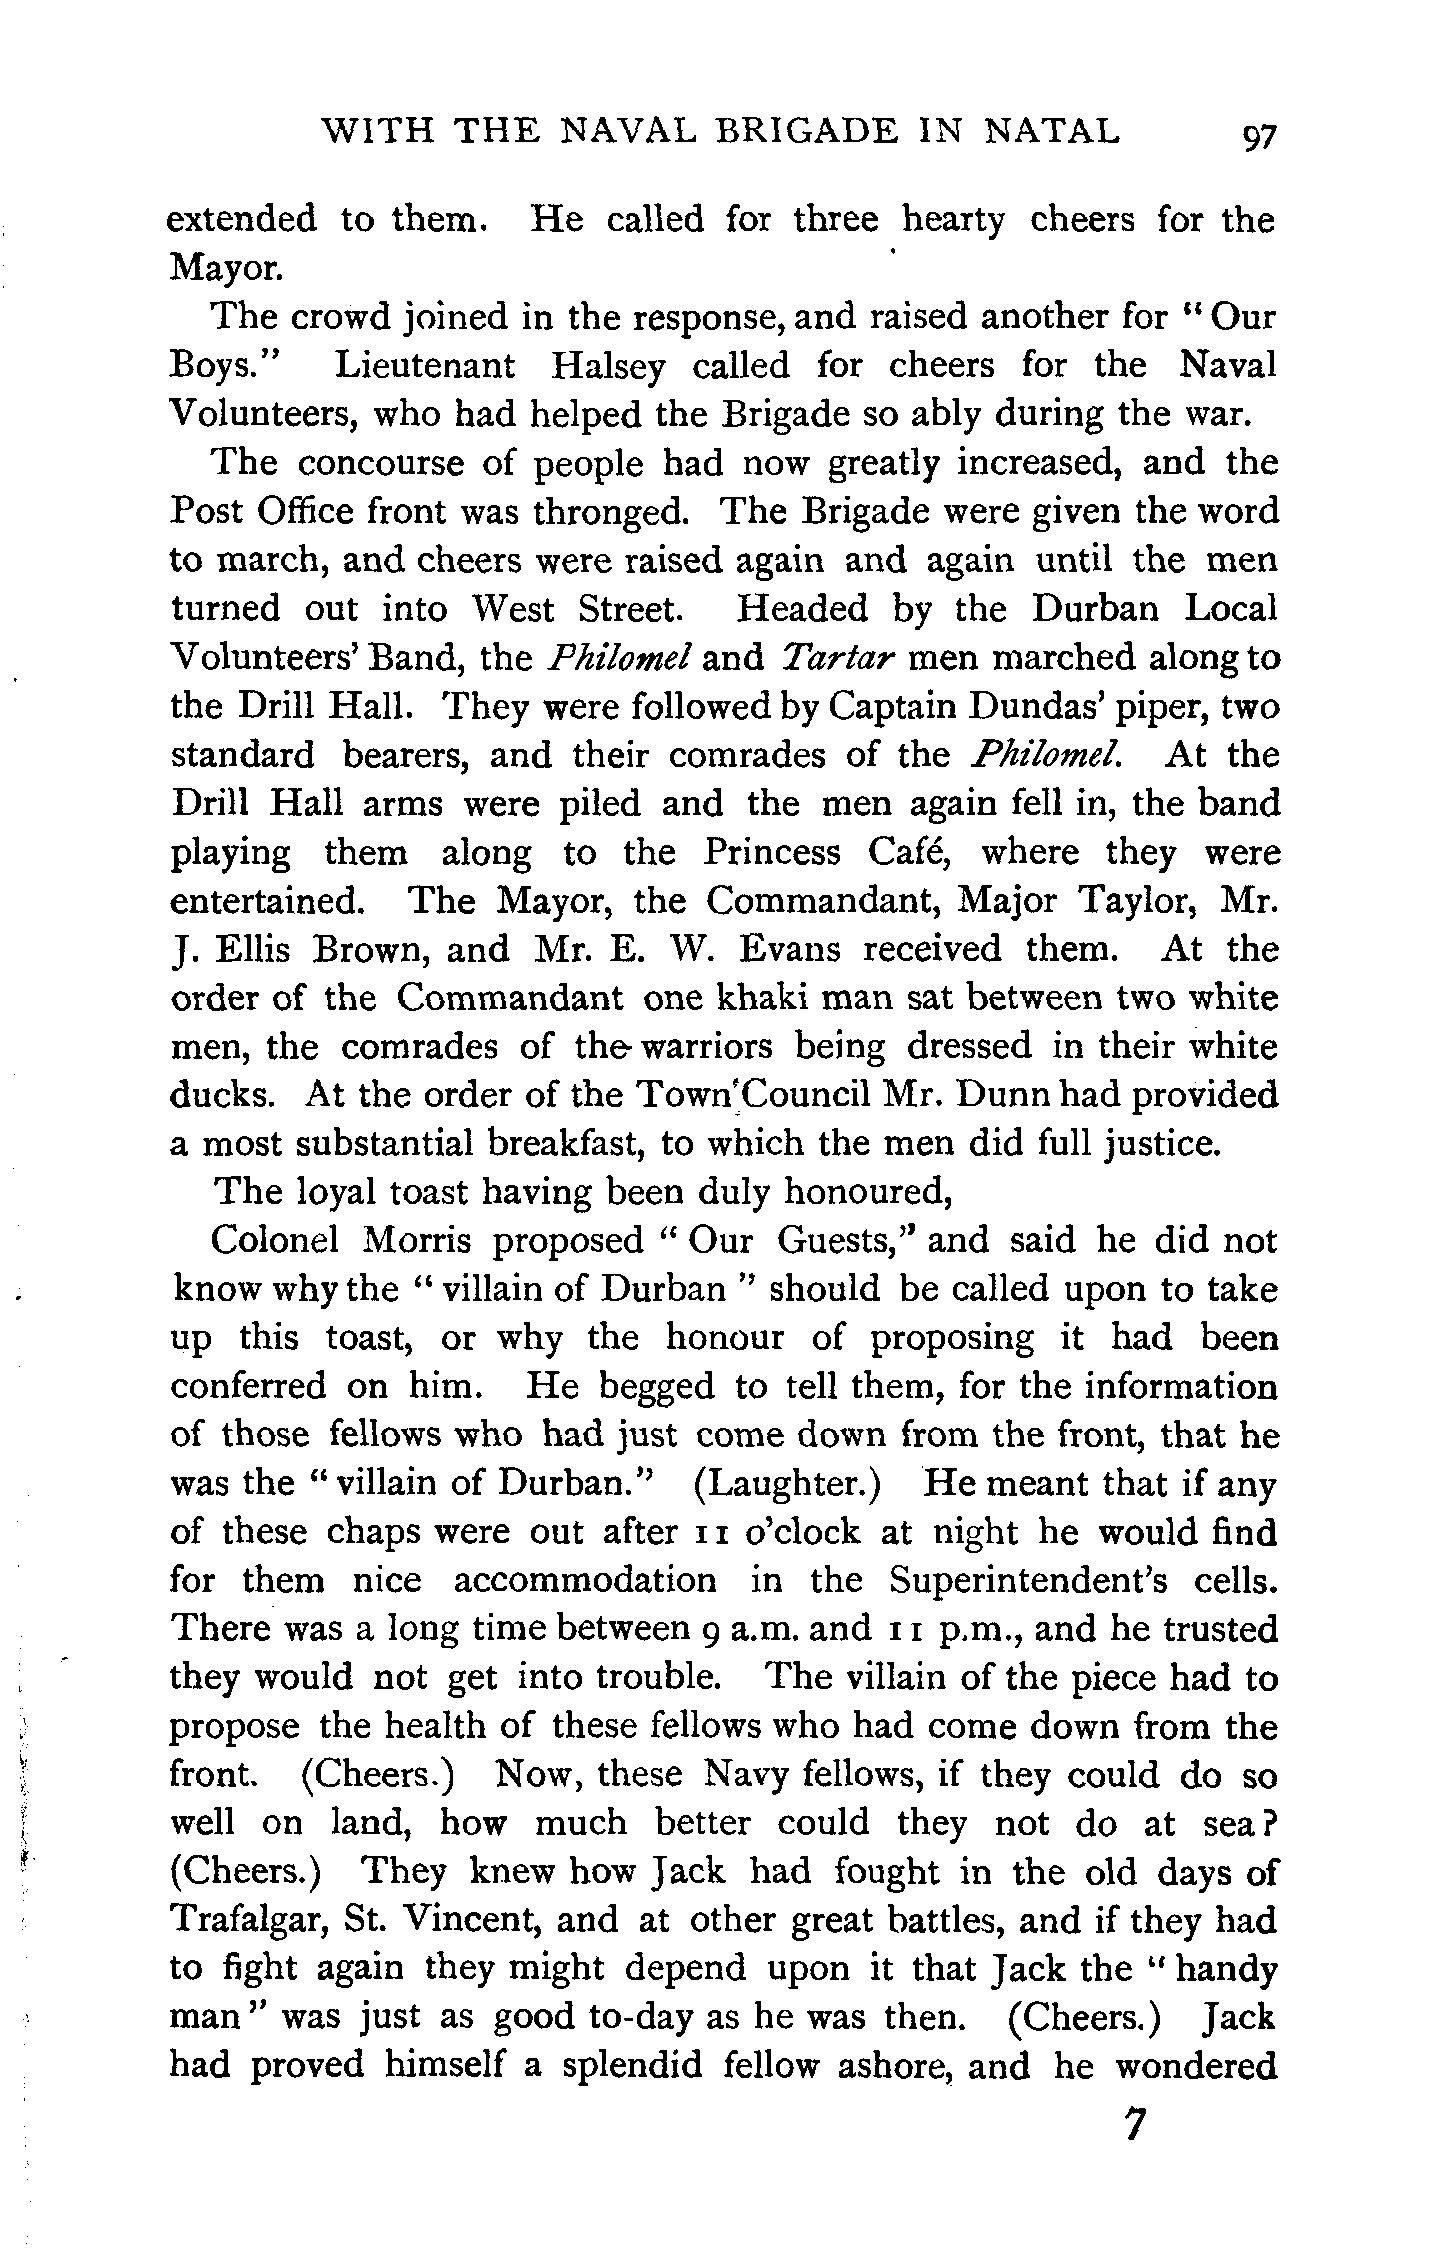 WITH THE NAVAL BRIGADE IN NATAL 97
extended to them. He called for three hearty cheers for the
Mayor.
The crowd joined in the response, and raised another for “ Our
Boys.” Lieutenant Halsey called for cheers for the Naval
Volunteers, who had helped the Brigade so ably during the war.
The concourse of people had now greatly increased, and the
Post Office front was thronged. The Brigade were given the word
to march, and cheers were raised again and again until the men
turned out into West Street. Headed by the Durban Local
Volunteers’ Band, the Philomel and Tartar men marched along to
the Drill Hall. They were followed by Captain Dundas’ piper, two
standard bearers, and their comrades of the Philomel. At the
Drill Hall arms were piled and the men again fell in, the band
playing them along to the Princess Café, where they were
entertained. The Mayor, the Commandant, Major Taylor, Mr.
J. Ellis Brown, and Mr. E. W. Evans received them. At the
order of the Commandant one khaki man sat between two white
men, the comrades of the warriors being dressed in their white
ducks. At the order of the Town Council Mr. Dunn had provided
a most substantial breakfast, to which the men did full justice.
The loyal toast having been duly honoured,
Colonel Morris proposed “ Our Guests,” and said he did not
know why the “ villain of Durban ” should be called upon to take
up this toast, or why the honour of proposing it had been
conferred on him. He begged to tell them, for the information
of those fellows who had just come down from the front, that he
was the “ villain of Durban.” (Laughter.) He meant that if any
of these chaps were out after 11 o’clock at night he would find
for them nice accommodation in the Superintendent’s cells.
There was a long time between 9 a.m. and 11 p.m., and he trusted
they would not get into trouble. The villain of the piece had to
propose the health of these fellows who had come down from the
front. (Cheers.) Now, these Navy fellows, if they could do so
well on land, how much better could they not do at sea?
(Cheers.) They knew how Jack had fought in the old days of
Trafalgar, St. Vincent, and at other great battles, and if they had
to fight again they might depend upon it that Jack the “ handy
man ” was just as good to-day as he was then. (Cheers.) Jack
had proved himself a splendid fellow ashore, and he wondered
7